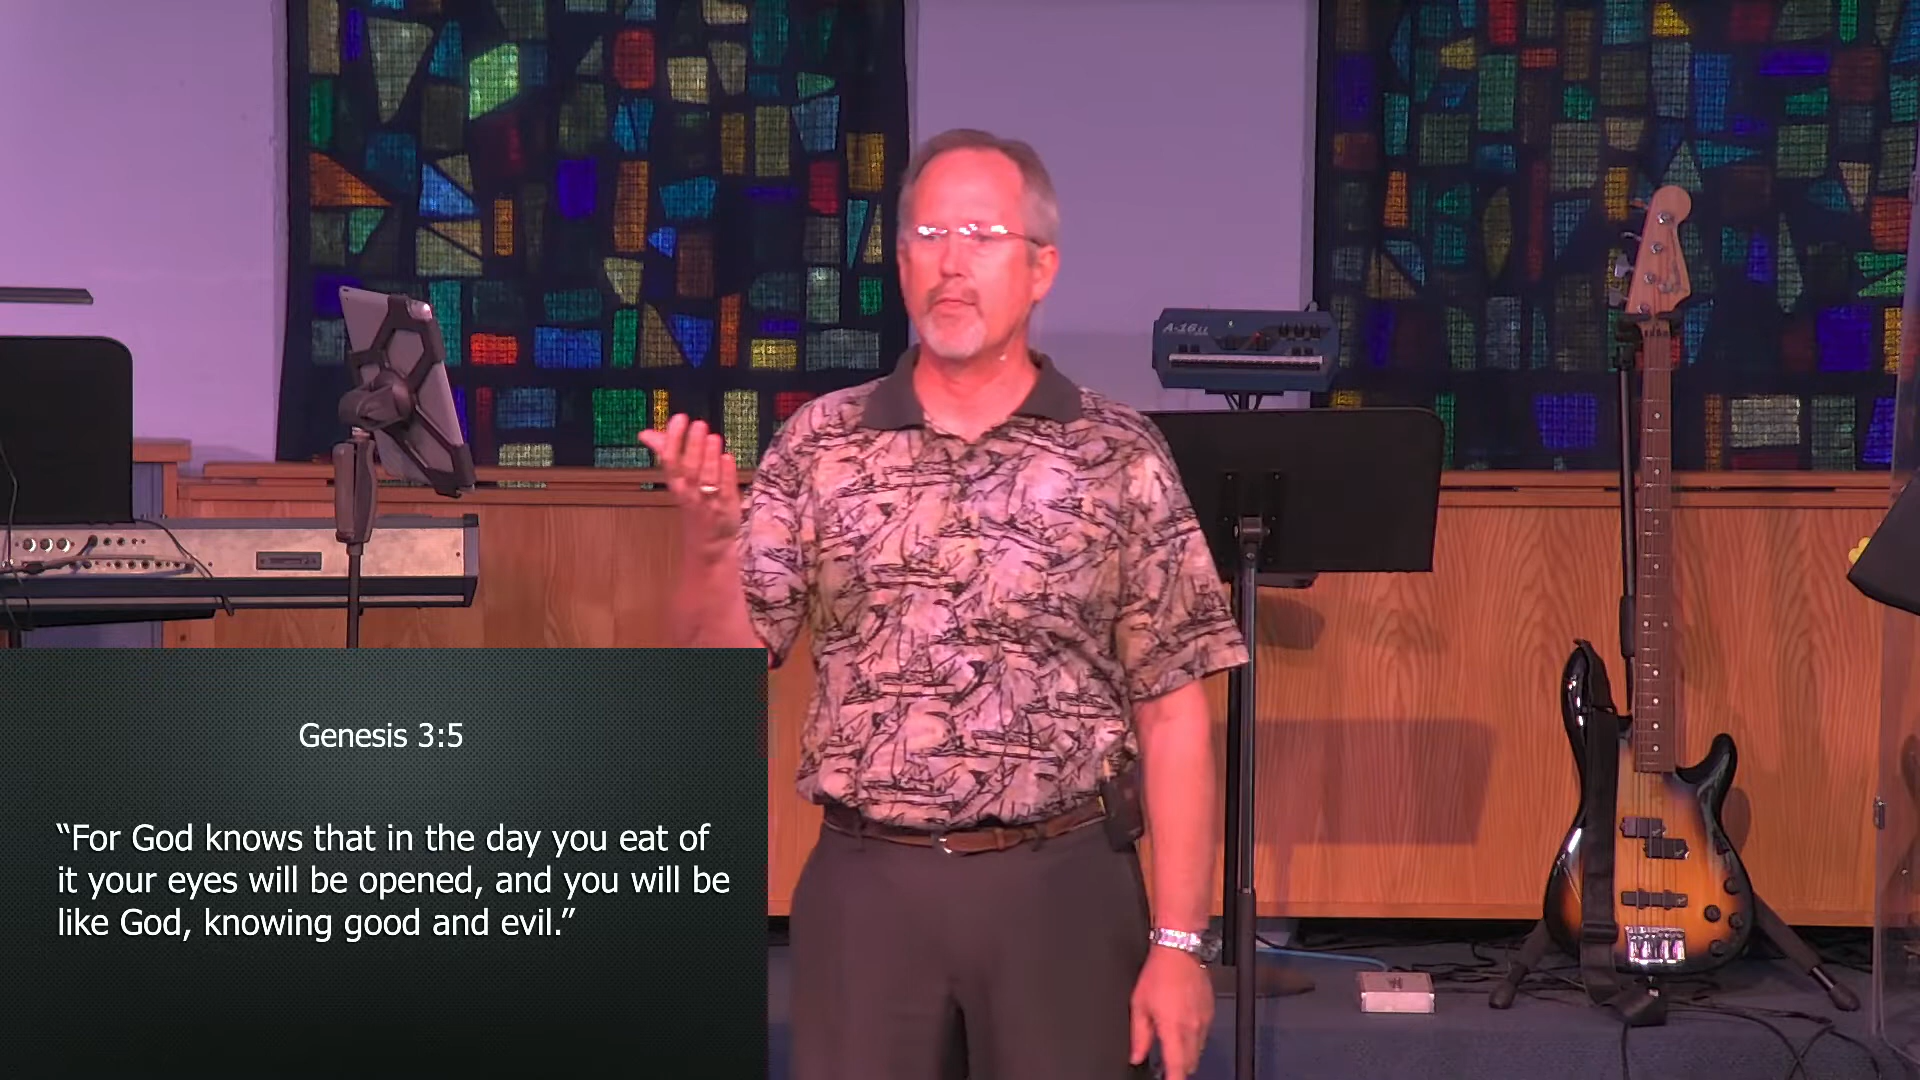 A-16u
Genesis 3:5
“For God knows that in the day you eat of
it your eyes will be opened, and you will be
like God, knowing good and evil.”